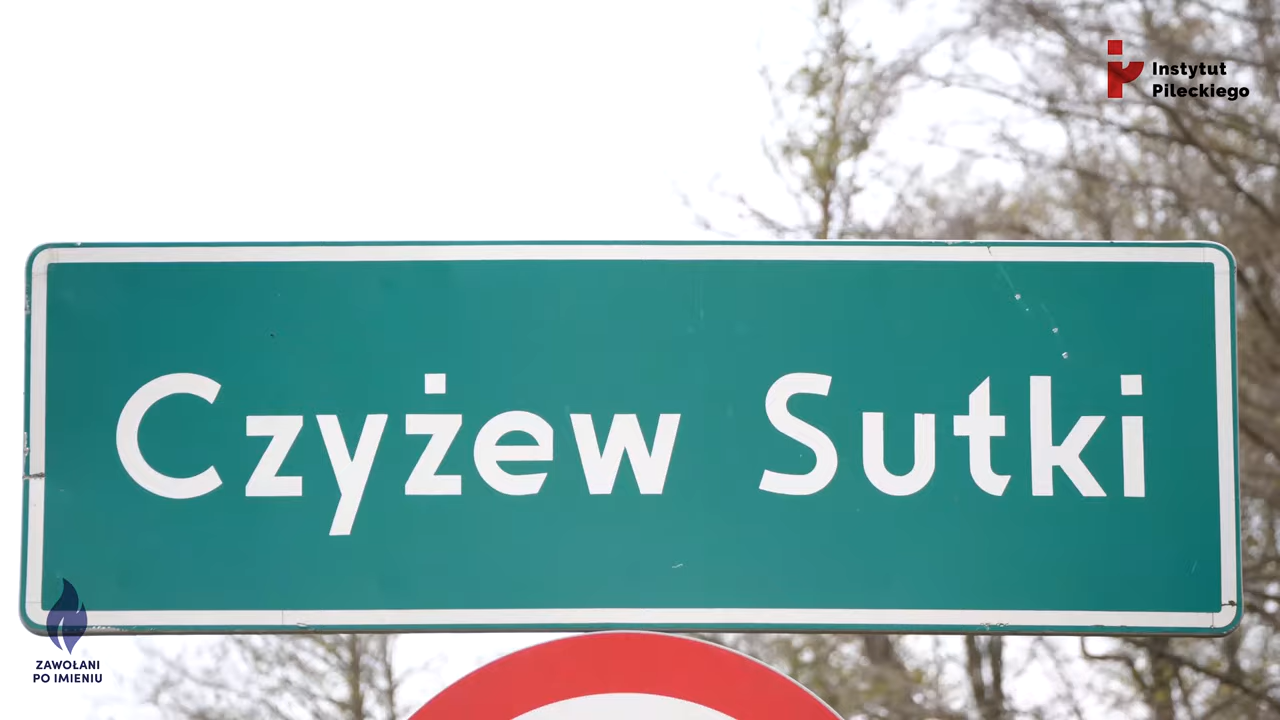 Instytut
Pileckiego
Czyżew Sutki
ZAWOŁANI
PO IMIENIU